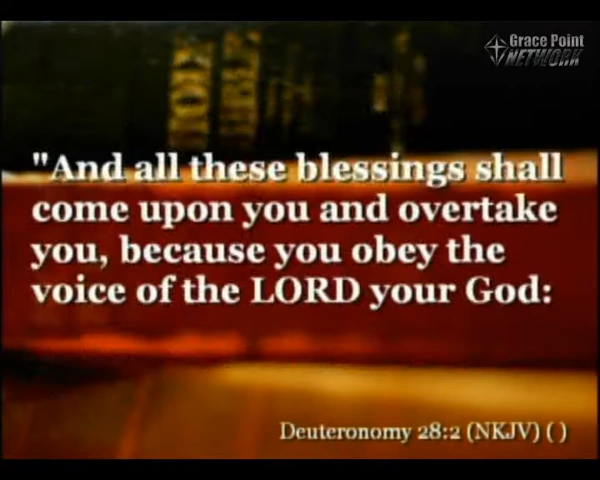 Grace Point
NETWORK
"And all these blessings shall
come upon you and overtake
you, because you obey the
voice of the LORD your God:
Deuteronomy 28:2 (NKJV) ( )